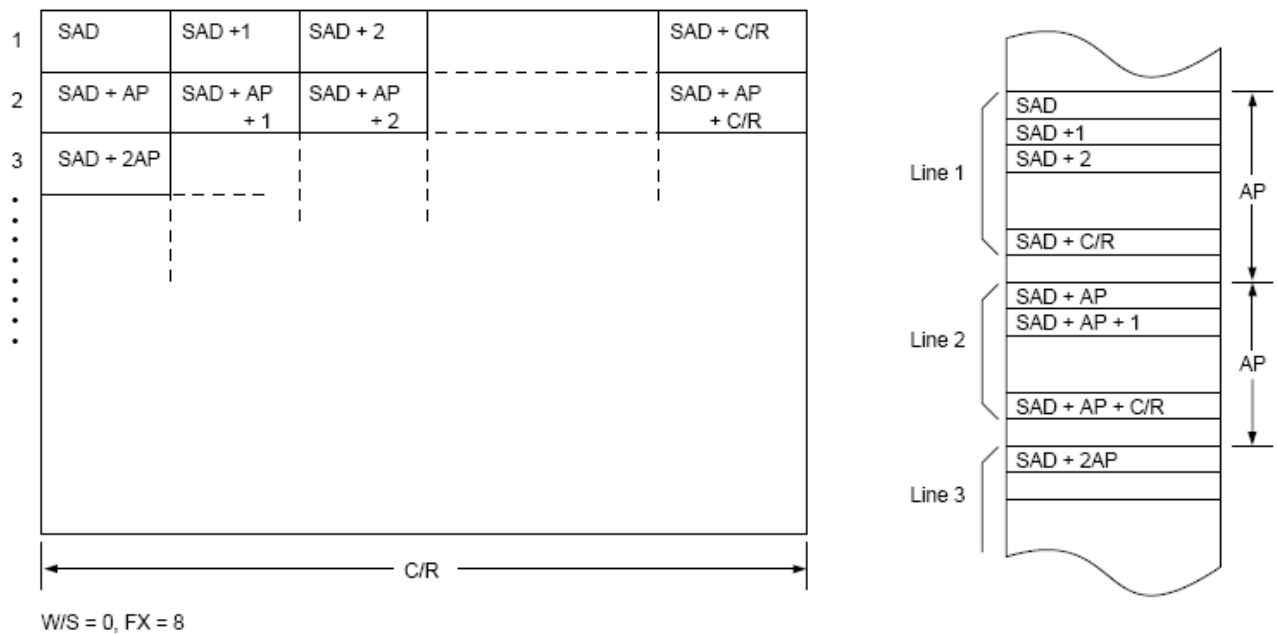 1 SAD SAD +1 SAD + 2 SAD + C/R
2 SAD + AP SAD + AP + 1 SAD + AP + 2 SAD + AP + C/R
3 SAD + 2AP
C/R
W/S = 0, FX = 8
Line 1
SAD
SAD +1
SAD + 2
SAD + C/R
AP
Line 2
SAD + AP
SAD + AP + 1
SAD + AP + C/R
AP
Line 3
SAD + 2AP